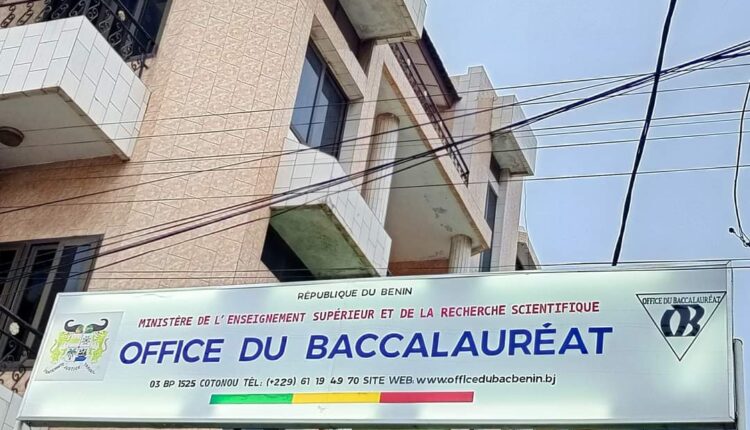 RÉPUBLIQUE DU BENIN
MINISTÈRE DE L'ENSEIGNEMENT SUPÉRIEUR ET DE LA RECHERCHE SCIENTIFIQUE
OFFICE DU BACCALAURÉAT
03 BP 1525 COTONOU TÉL: (+229) 61 19 49 70 SITE WEB: www.officedubacbenin.bj
OFFICE DU BACCALAURÉAT
OB